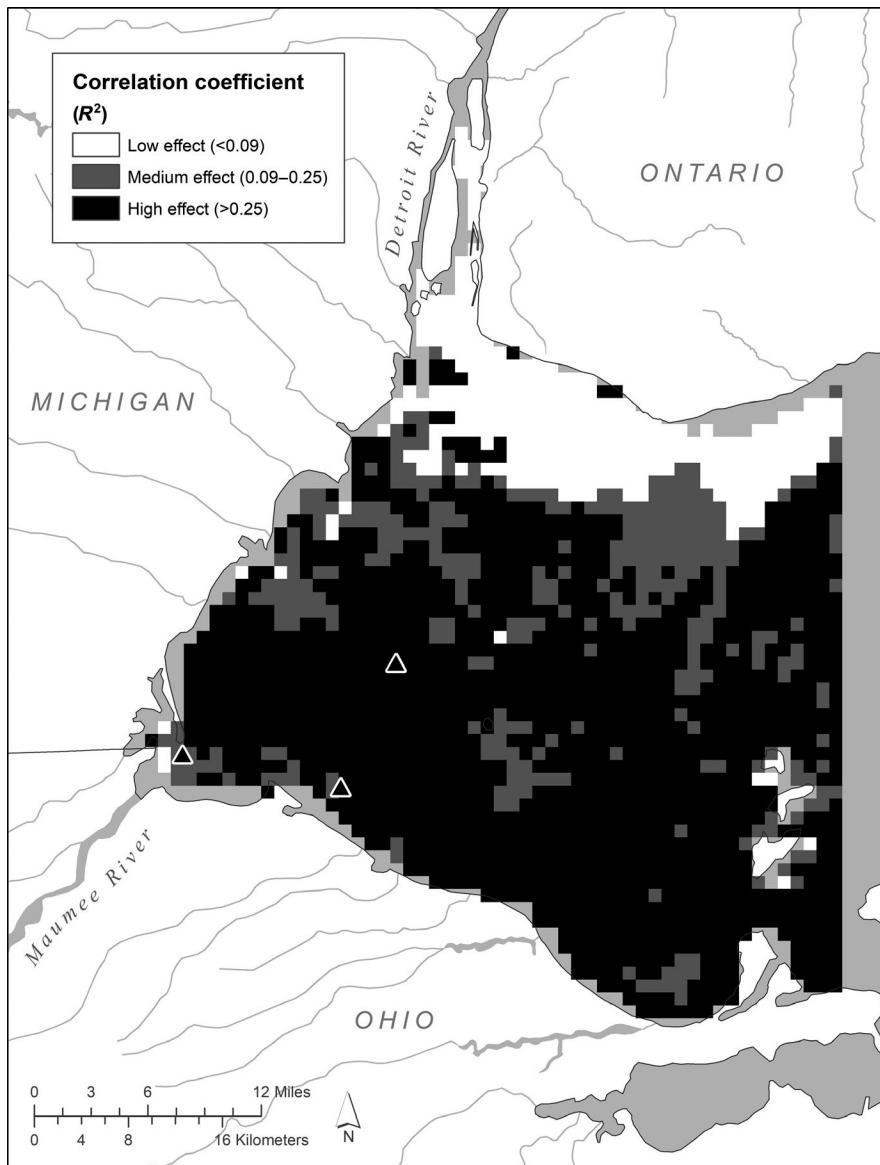 Correlation coefficient
(R²)
Low effect (<0.09)
Medium effect (0.09–0.25)
High effect (>0.25)
Detroit River
ONTARIO
MICHIGAN
Maumee River
OHIO
0 3 6 12 Miles
0 4 8 16 Kilometers
N